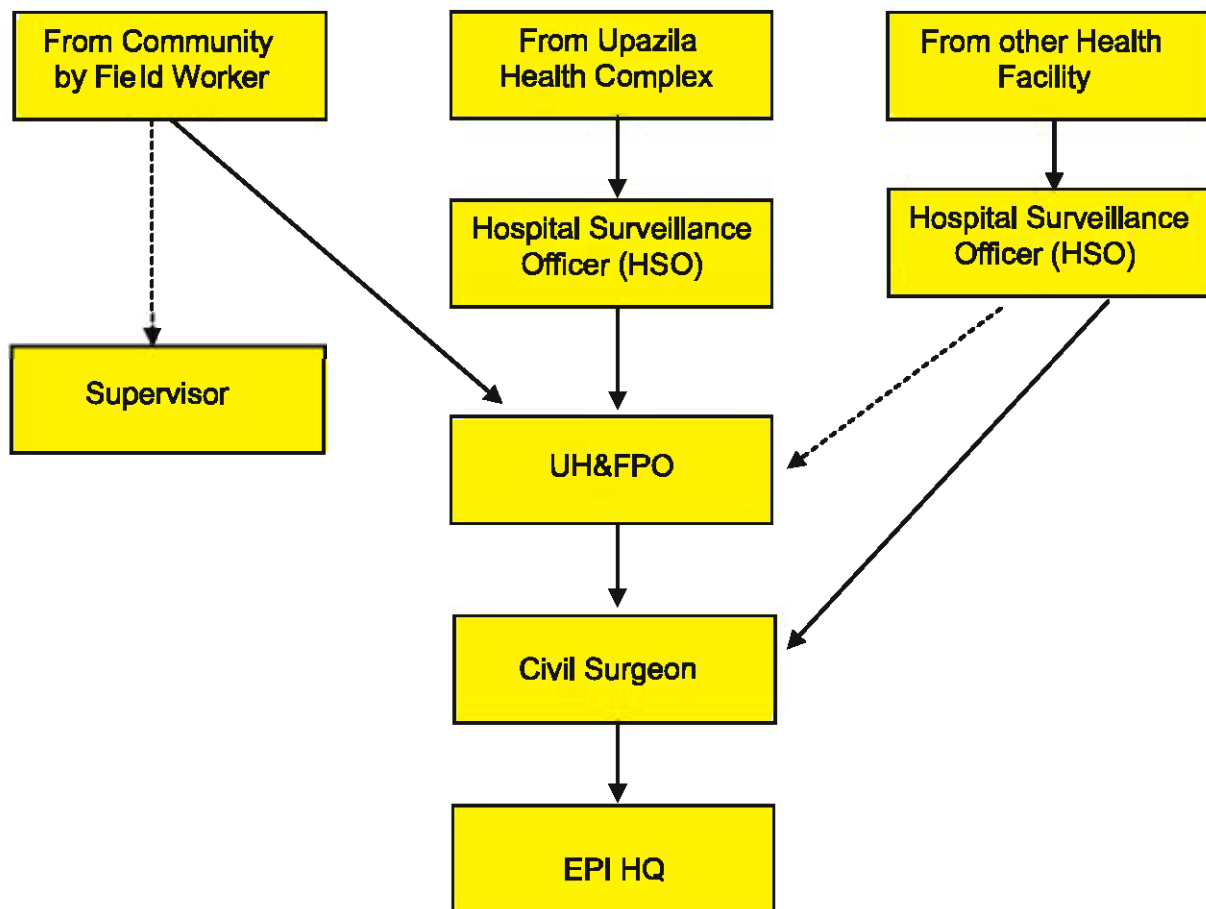 From Community
by Field Worker
From Upazila
Health Complex
From other Health
Facility
Hospital Surveillance
Officer (HSO)
Hospital Surveillance
Officer (HSO)
Supervisor
UH&FPO
Civil Surgeon
EPI HQ